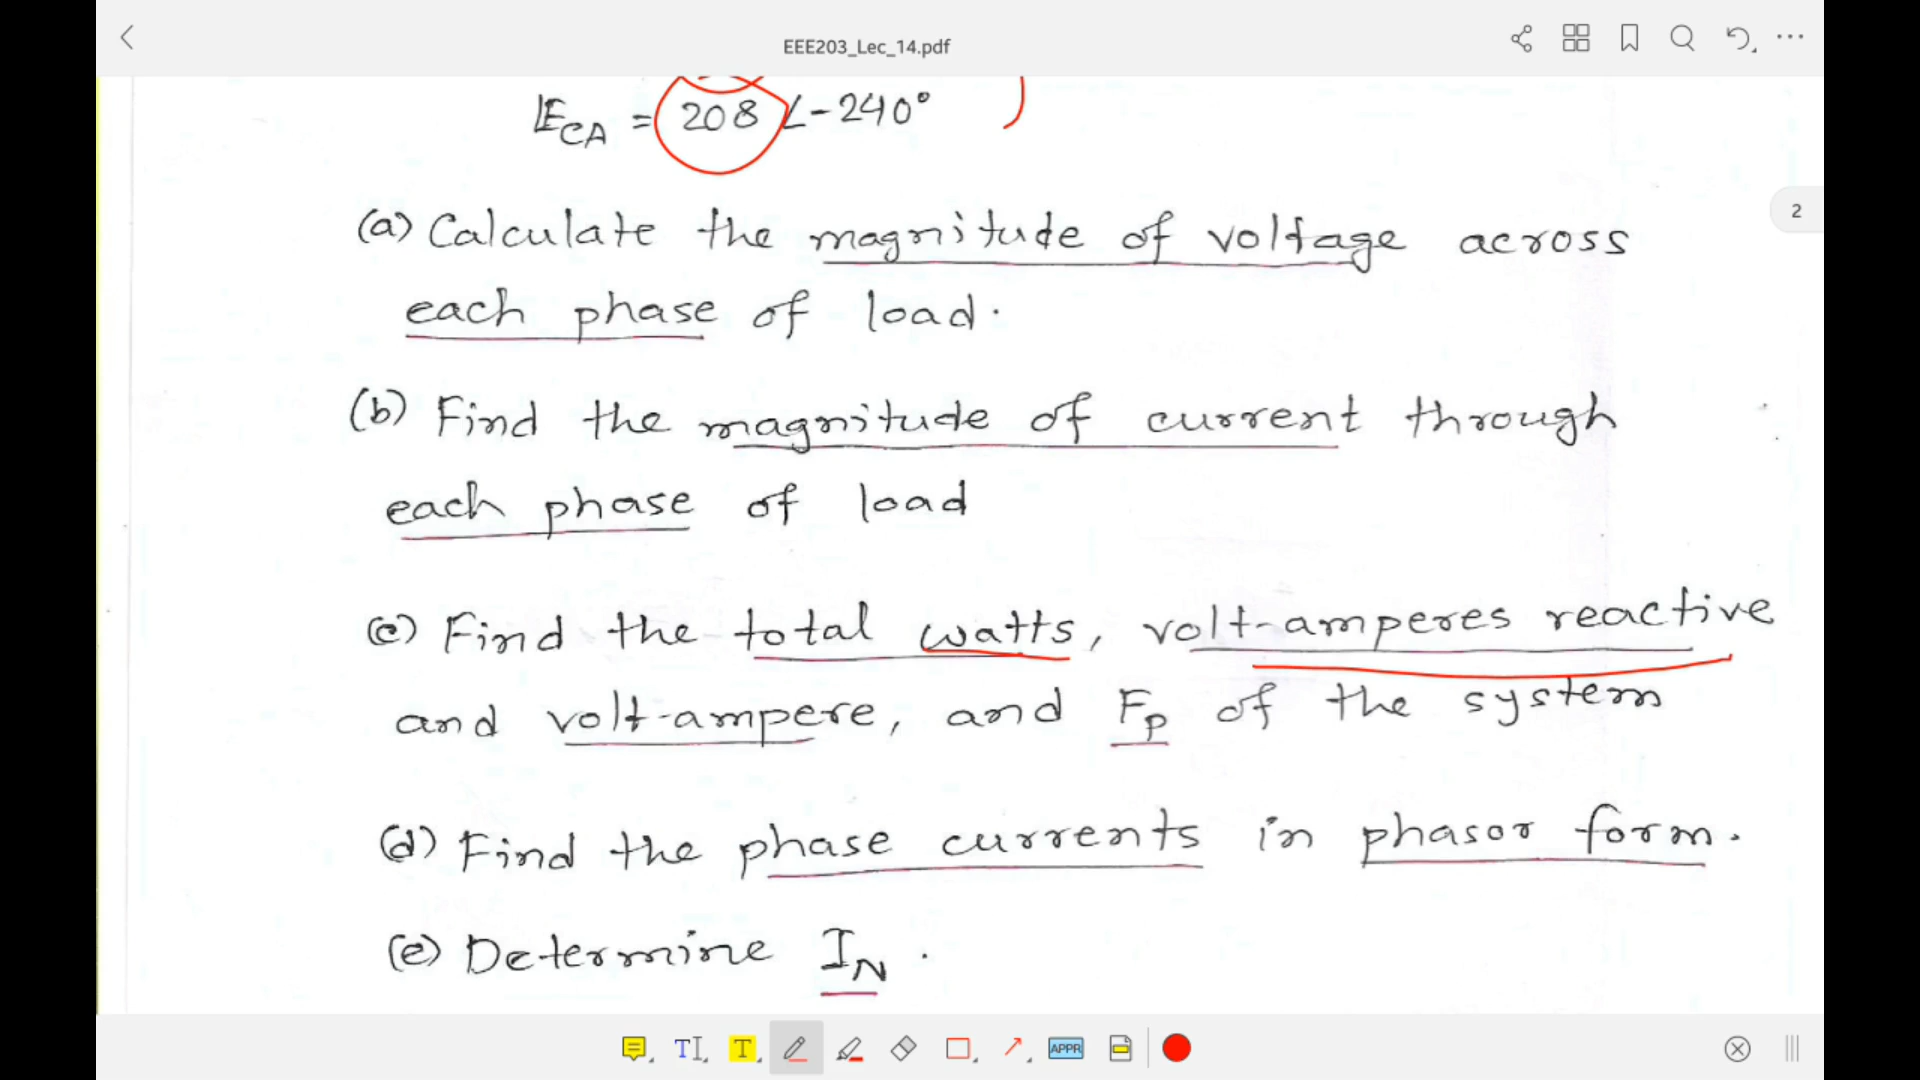 EEE203_Lec_14.pdf
E_CA = 208 ∠-240°
(a) Calculate the magnitude of voltage across
2
each phase of load.
(b) Find the magnitude of current through
each phase of load
(c) Find the total watts, volt-amperes reactive
and volt-ampere, and Fp of the system
(d) Find the phase currents in phasor form.
(e) Determine I_N.
TI T APPR